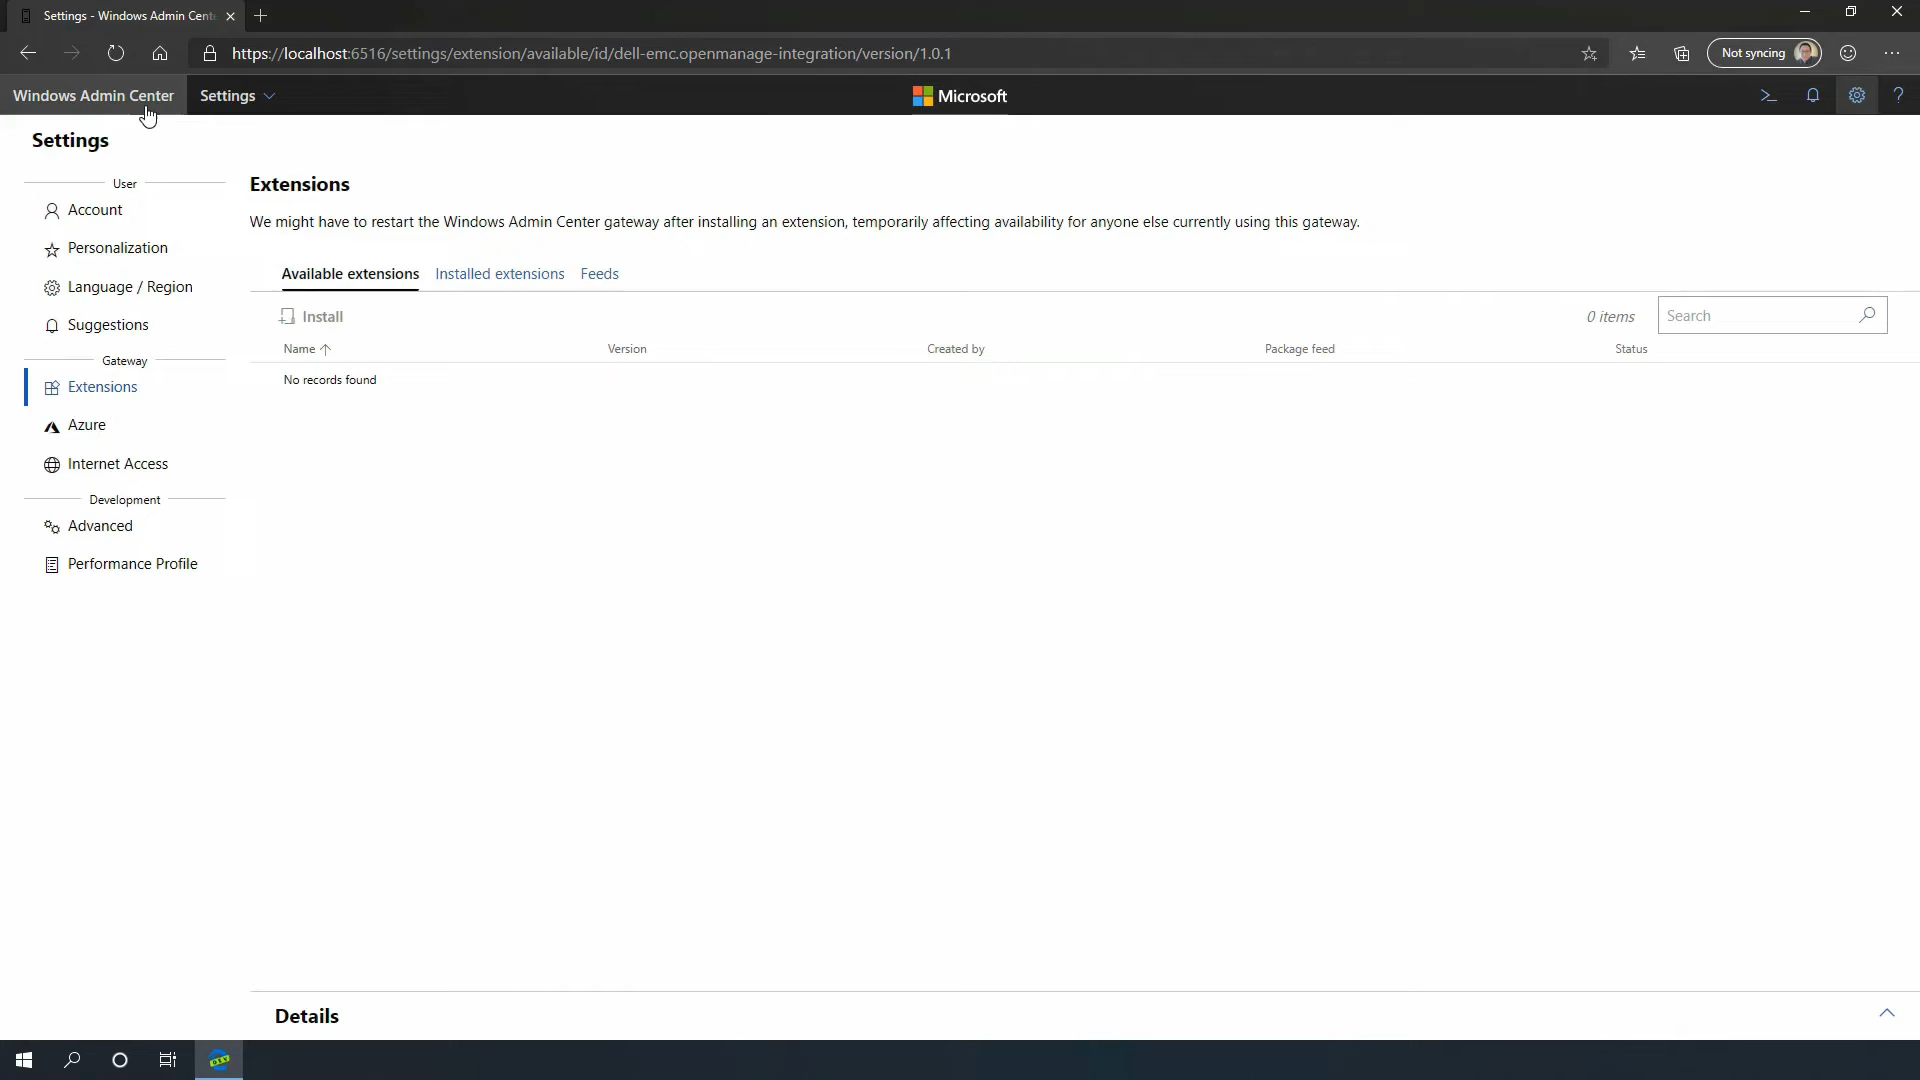 Settings - Windows Admin Cent
https://localhost:6516/settings/extension/available/id/dell-emc.openmanage-integration/version/1.0.1
Not syncing
Windows Admin Center
Settings
Microsoft
Settings
User
Account
Personalization
Language / Region
Suggestions
Gateway
Extensions
Azure
Internet Access
Development
Advanced
Performance Profile
Extensions
We might have to restart the Windows Admin Center gateway after installing an extension, temporarily affecting availability for anyone else currently using this gateway.
Available extensions Installed extensions Feeds
Install
0 items
Search
Name Version Created by Package feed Status
No records found
Details
DEV